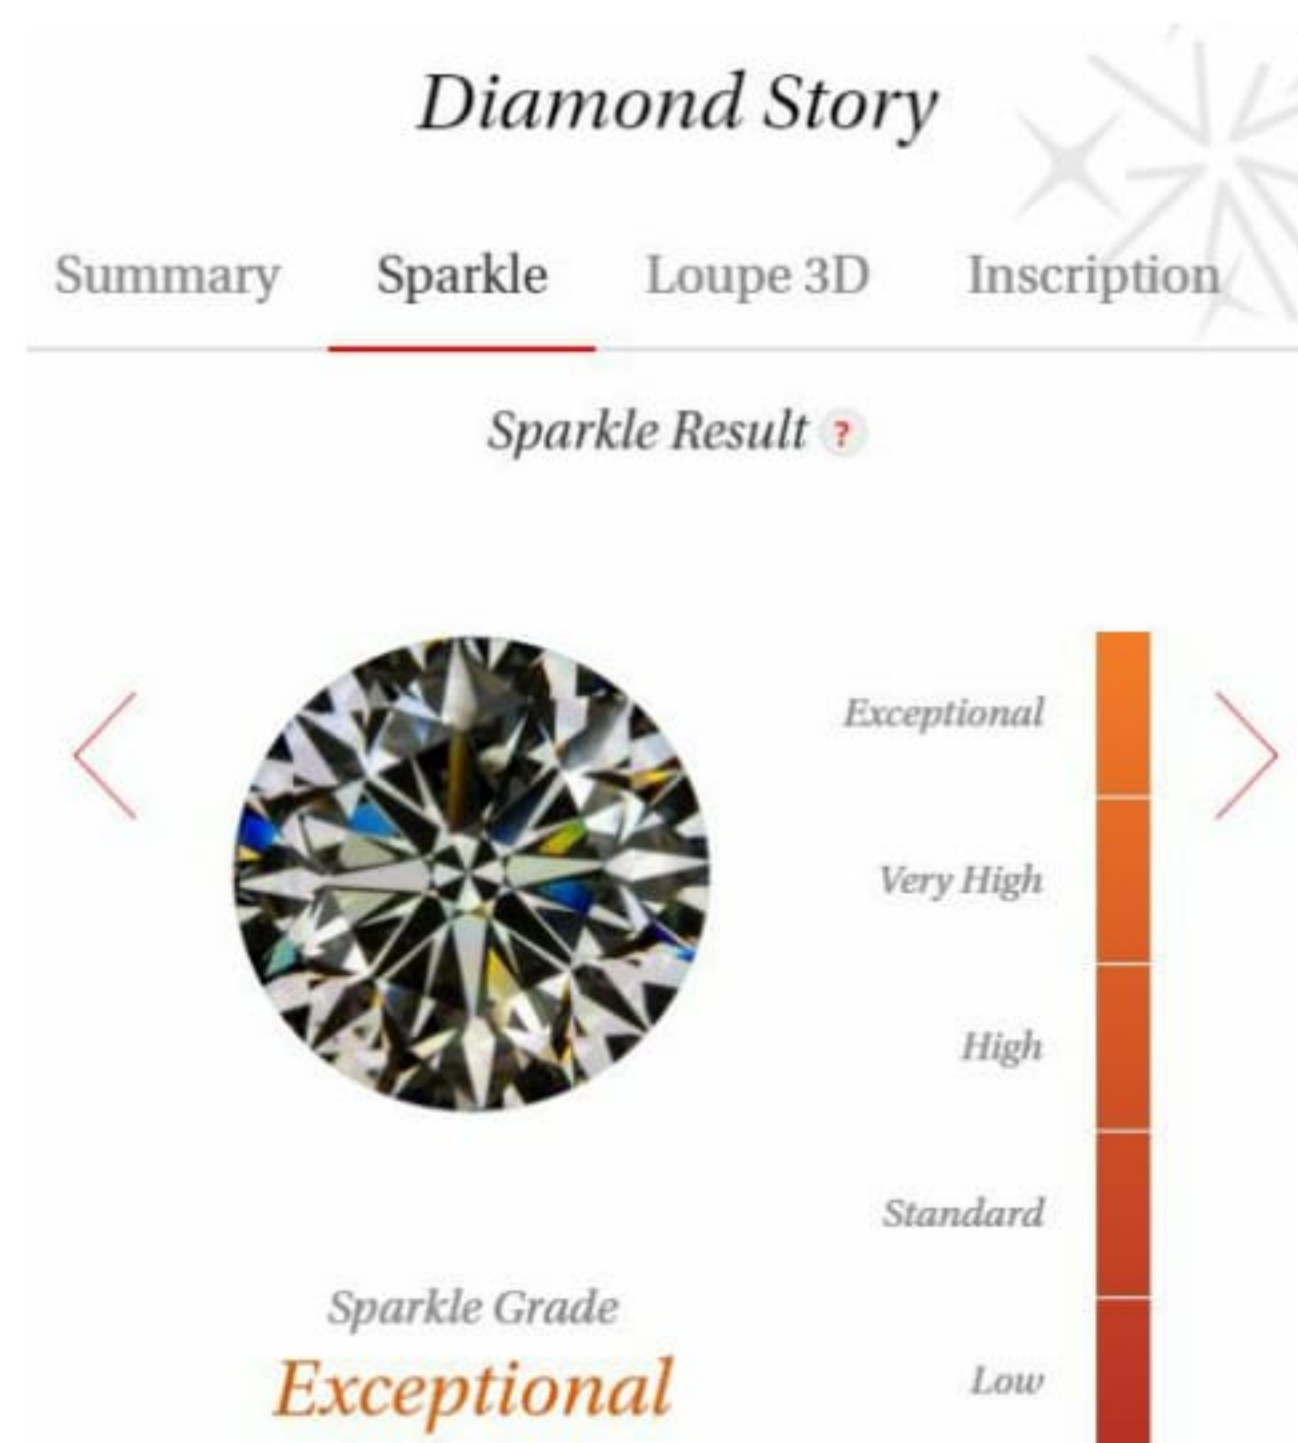 Diamond Story
Summary Sparkle Loupe 3D Inscription
Sparkle Result ?
Exceptional
Very High
High
Standard
Low
Sparkle Grade
Exceptional